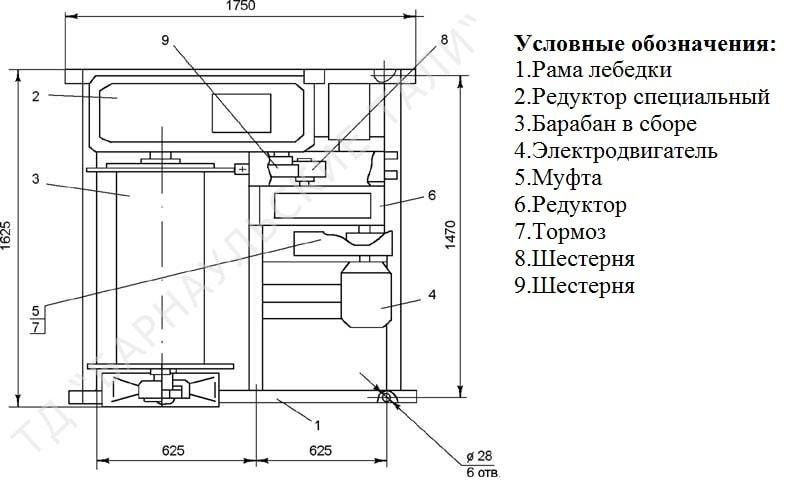 1750
9
8
2
3
6
1625
1470
5
7
4
1
625
625
ø 28
6 отв.
ТД "БАРНАУЛЬСКИЕ ТАЛИ"
Условные обозначения:
1.Рама лебедки
2.Редуктор специальный
3.Барабан в сборе
4.Электродвигатель
5.Муфта
6.Редуктор
7.Тормоз
8.Шестерня
9.Шестерня